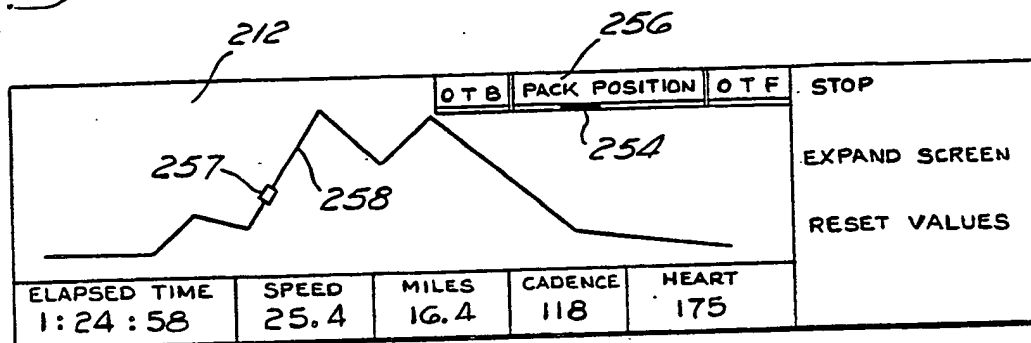 212
256
OTB PACK POSITION OTF STOP
254
257
258
EXPAND SCREEN
RESET VALUES
ELAPSED TIME SPEED MILES CADENCE HEART
1:24:58 25.4 16.4 118 175